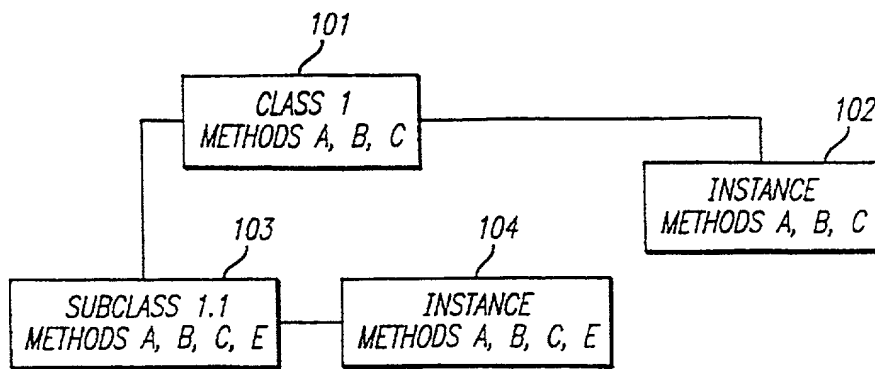 101
CLASS 1
METHODS A, B, C
102
INSTANCE
METHODS A, B, C
103
SUBCLASS 1.1
METHODS A, B, C, E
104
INSTANCE
METHODS A, B, C, E